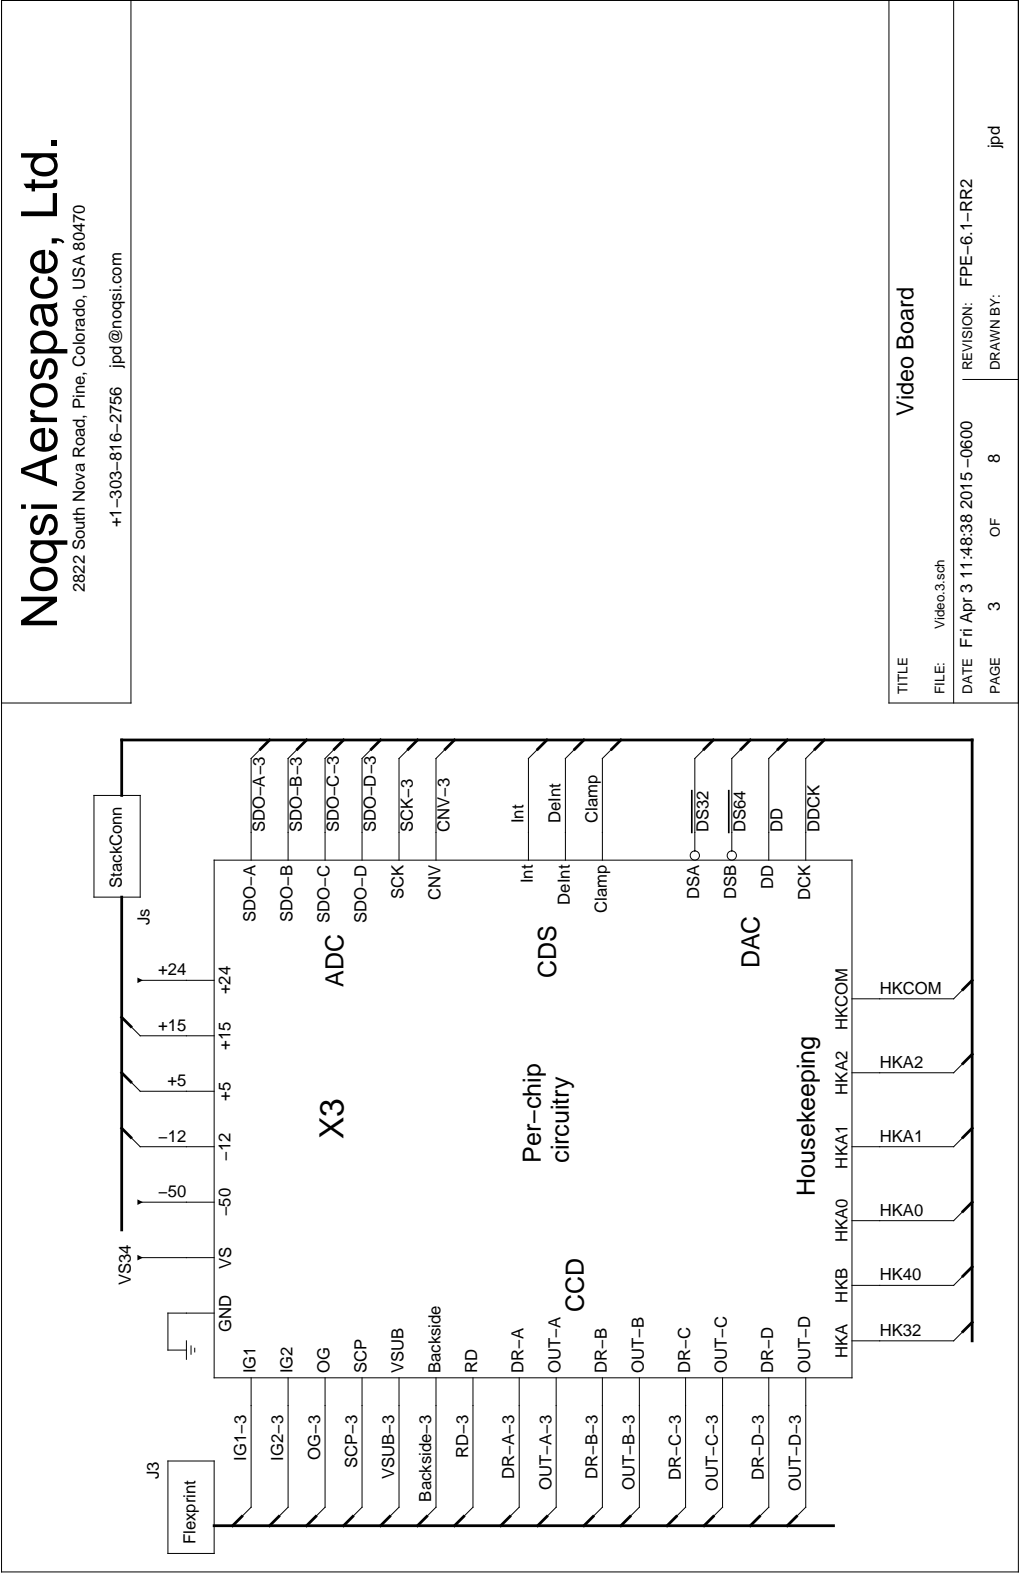 Noqsi Aerospace, Ltd.
2822 South Nova Road, Pine, Colorado, USA 80470
+1−303−816−2756 jpd@noqsi.com
J3
Flexprint
IG1−3
IG2−3
OG−3
SCP−3
VSUB−3
Backside−3
RD−3
DR−A−3
OUT−A−3
DR−B−3
OUT−B−3
DR−C−3
OUT−C−3
DR−D−3
OUT−D−3
IG1
IG2
OG
SCP
VSUB
Backside
RD
DR−A
OUT−A
DR−B
OUT−B
DR−C
OUT−C
DR−D
OUT−D
CCD
VS34
−50
−12
+5
+15
+24
GND
VS
−50
−12
+5
+15
+24
X3
Per−chip
circuitry
Housekeeping
Js
StackConn
ADC
SDO−A
SDO−B
SDO−C
SDO−D
SCK
CNV
SDO−A−3
SDO−B−3
SDO−C−3
SDO−D−3
SCK−3
CNV−3
CDS
Int
DeInt
Clamp
Int
DeInt
Clamp
DAC
DSA
DSB
DD
DCK
DS32
DS64
DD
DDCK
HKA
HKB
HKA0
HKA1
HKA2
HKCOM
HK32
HK40
HKA0
HKA1
HKA2
HKCOM
TITLE
Video Board
FILE: Video.3.sch
DATE Fri Apr 3 11:48:38 2015 −0600
REVISION: FPE−6.1−RR2
PAGE 3 OF 8
DRAWN BY: jpd